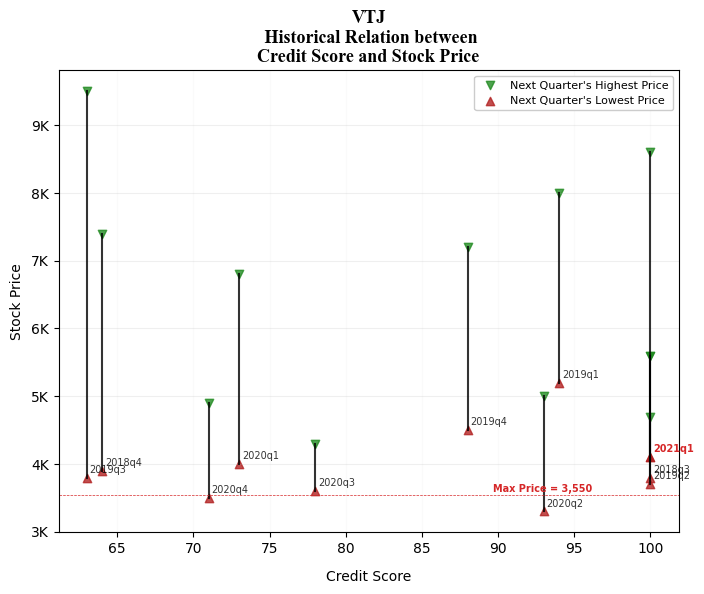 VTJ
Historical Relation between
Credit Score and Stock Price
Next Quarter's Highest Price
Next Quarter's Lowest Price
9K
8K
7K
6K
5K
4K
3K
Stock Price
2019q1
2019q4
2021q1
2020q1
2018q4
2019q3
2018q3
2019q2
2020q3
2020q4
Max Price = 3,550
2020q2
65
70
75
80
85
90
95
100
Credit Score